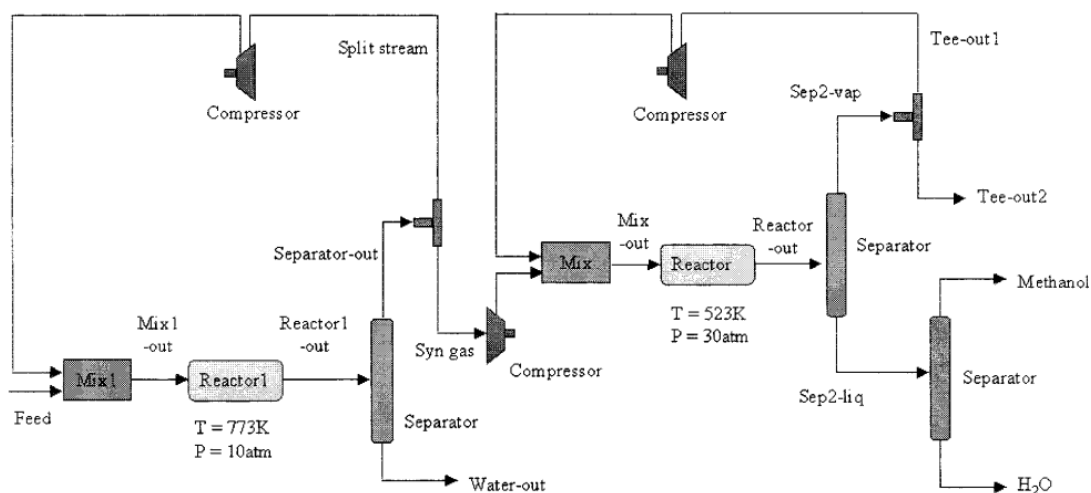 Split stream
Compressor
Tee-out1
Sep2-vap
Compressor
Tee-out2
Separator-out
Mix
-out
Reactor
-out
Separator
Mix
Reactor
T = 523K
P = 30atm
Methanol
Mix1
-out
Reactor1
-out
Syn gas
Compressor
Separator
Sep2-liq
Mix1
Reactor1
Feed
Separator
T = 773K
P = 10atm
Water-out
H₂O